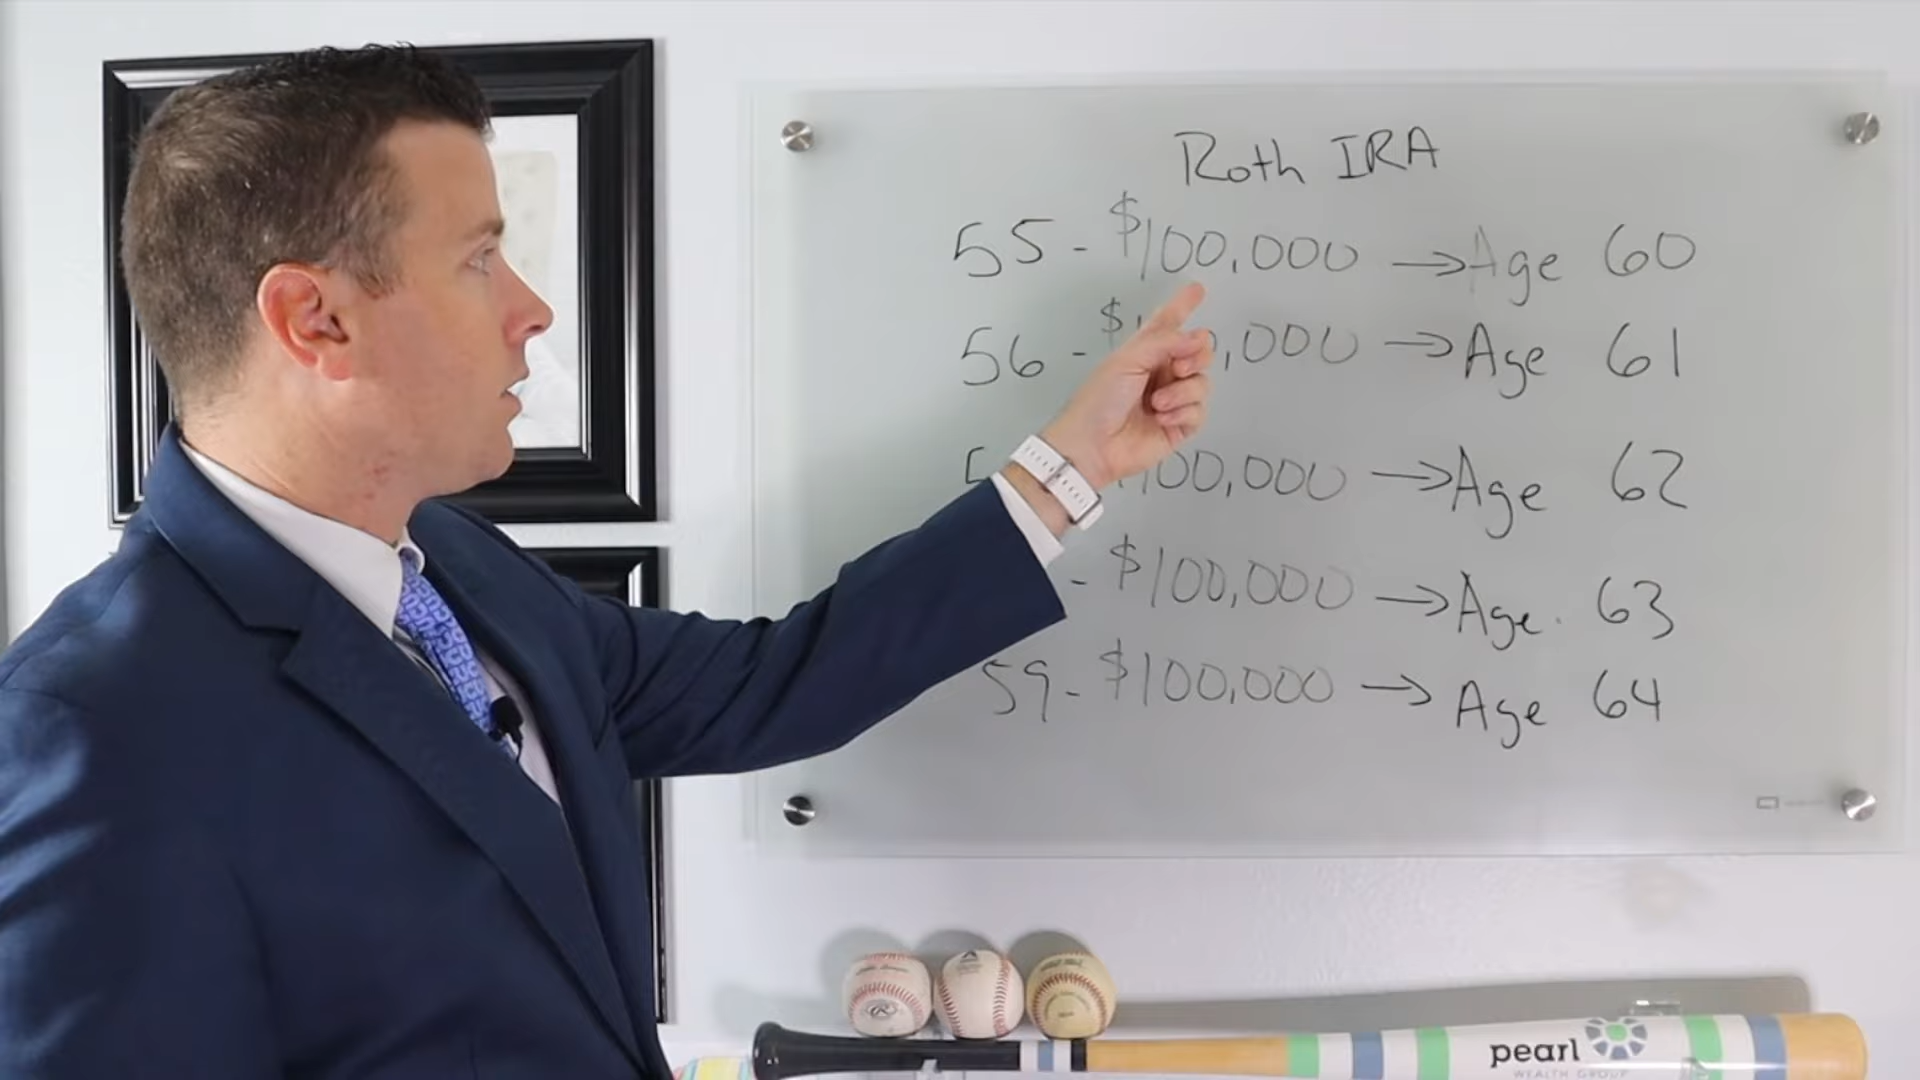 Roth IRA
55 - $100,000 → Age 60
56 - $ ,000 → Age 61
100,000 → Age 62
- $100,000 → Age. 63
59 - $100,000 → Age 64
pearl
WEALTH GROUP